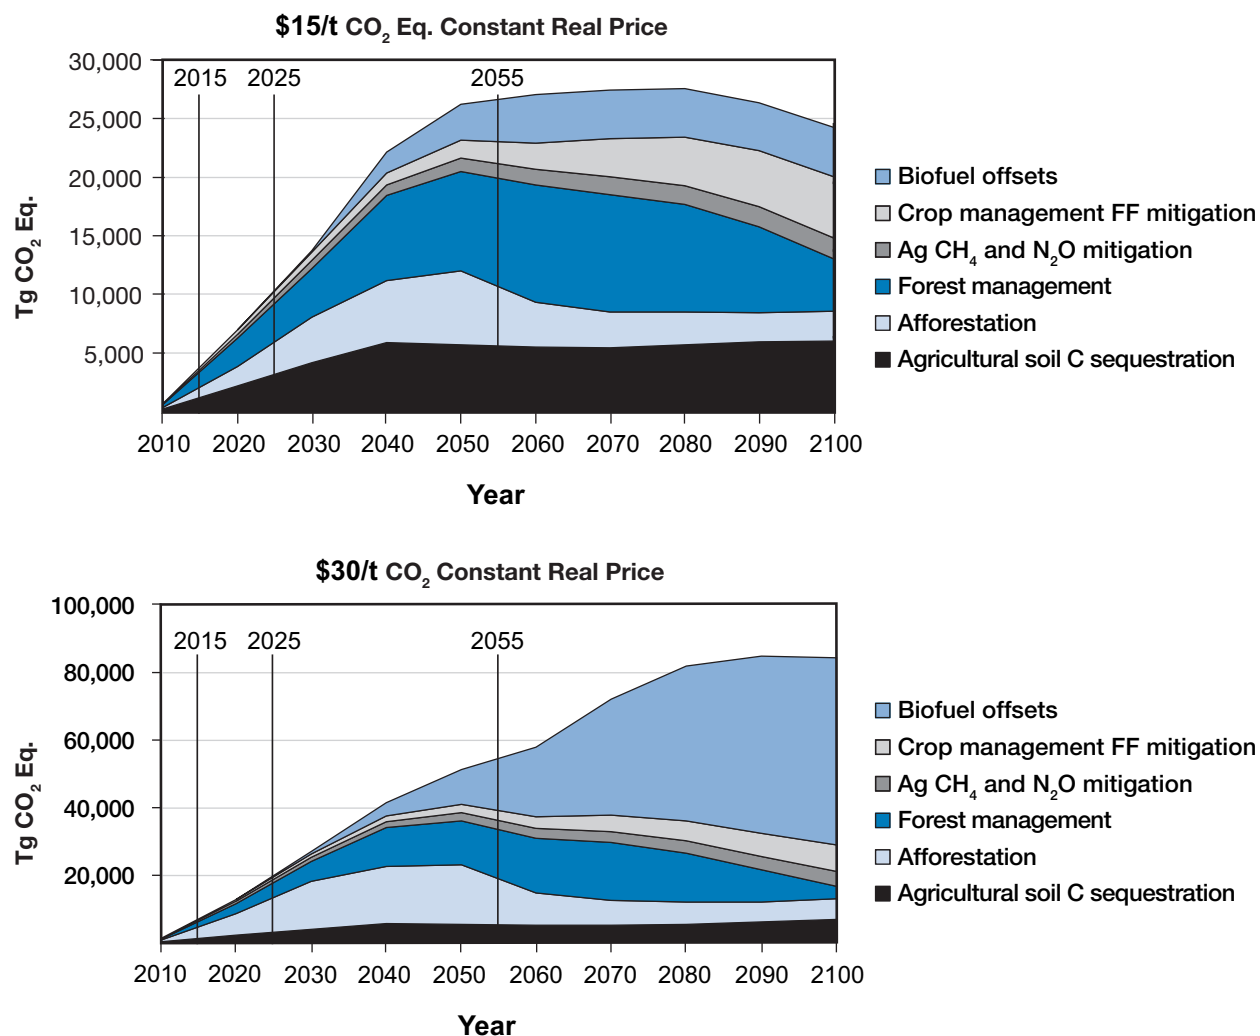 $15/t CO₂ Eq. Constant Real Price
30,000
25,000
20,000
15,000
10,000
5,000
Tg CO₂ Eq.
2015 2025 2055
2010 2020 2030 2040 2050 2060 2070 2080 2090 2100
Year
Biofuel offsets
Crop management FF mitigation
Ag CH₄ and N₂O mitigation
Forest management
Afforestation
Agricultural soil C sequestration
$30/t CO₂ Constant Real Price
100,000
80,000
60,000
40,000
20,000
Tg CO₂ Eq.
2015 2025 2055
2010 2020 2030 2040 2050 2060 2070 2080 2090 2100
Year
Biofuel offsets
Crop management FF mitigation
Ag CH₄ and N₂O mitigation
Forest management
Afforestation
Agricultural soil C sequestration